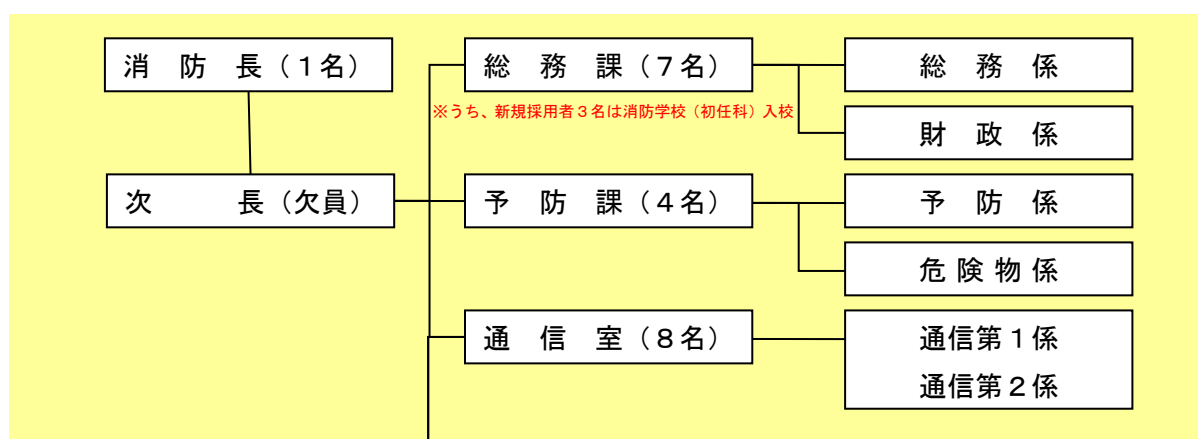 消　防　長（１名）
総　務　課（７名）
総　務　係
※うち、新規採用者３名は消防学校（初任科）入校
財　政　係
次　　　長（欠員）
予　防　課（４名）
予　防　係
危険物係
通　信　室（８名）
通信第１係
通信第２係